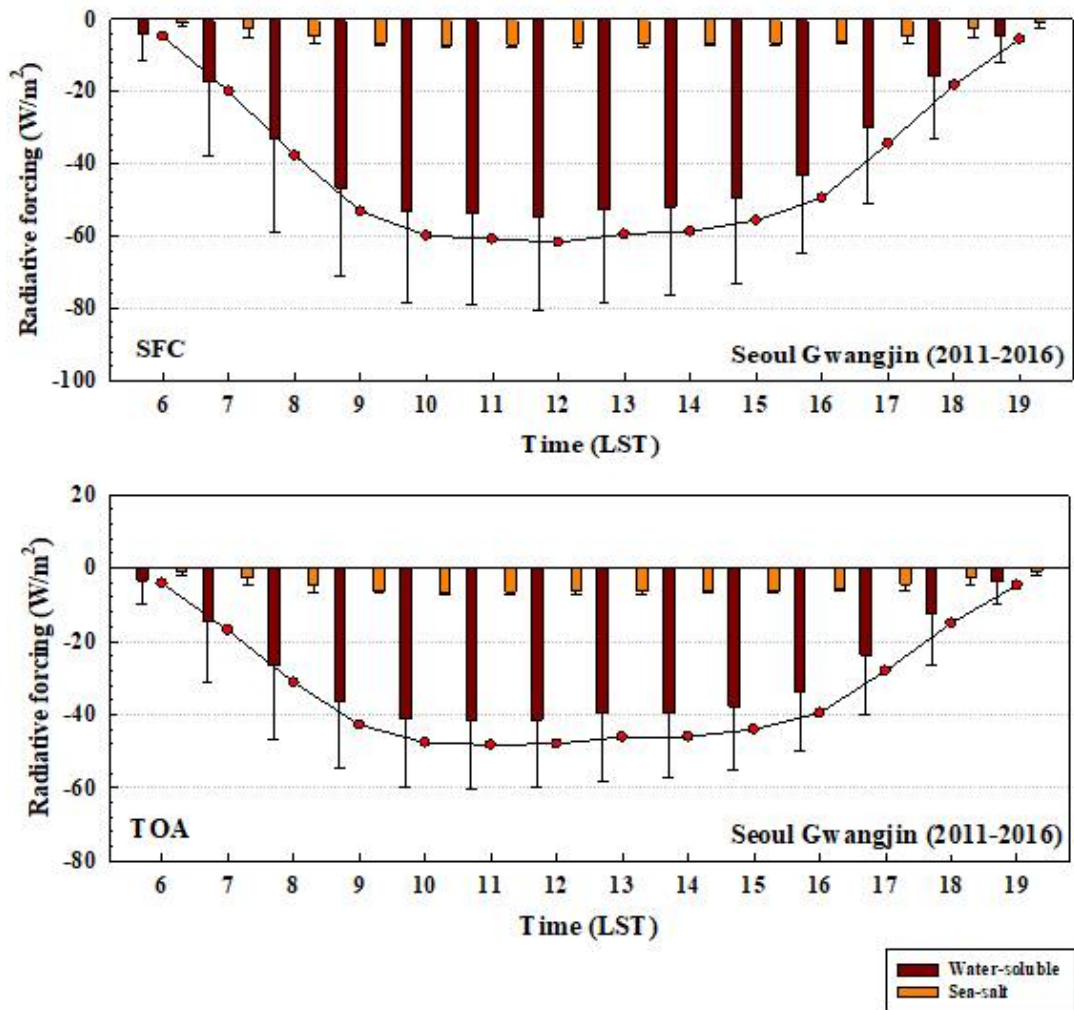 Radiative forcing (W/m²)
0
-20
-40
-60
-80
-100
SFC
Seoul Gwangjin (2011-2016)
6 7 8 9 10 11 12 13 14 15 16 17 18 19
Time (LST)
Radiative forcing (W/m²)
20
0
-20
-40
-60
-80
TOA
Seoul Gwangjin (2011-2016)
6 7 8 9 10 11 12 13 14 15 16 17 18 19
Time (LST)
Water-soluble
Sea-salt